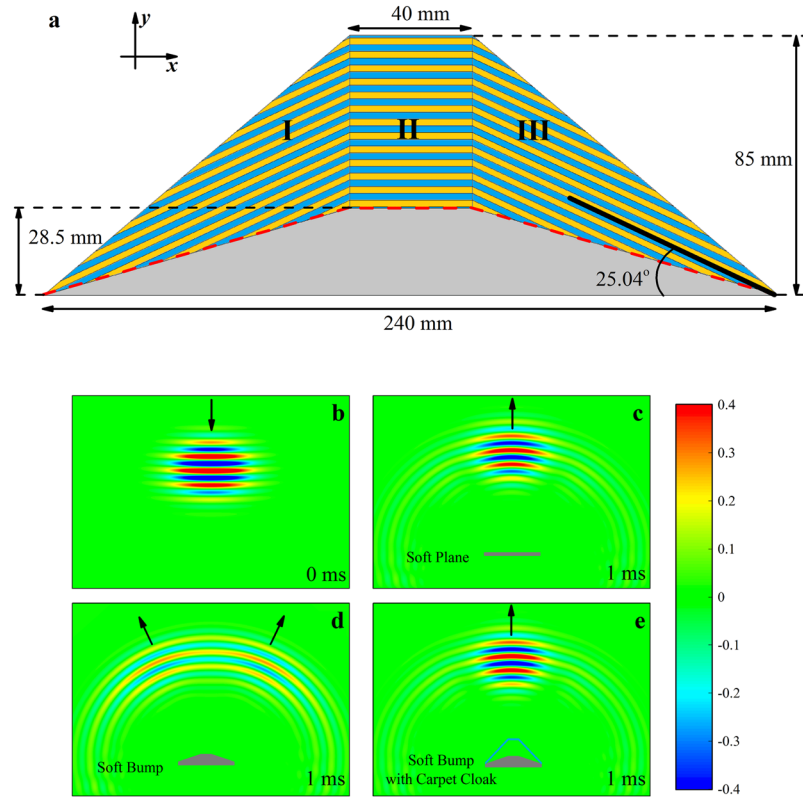 a
y
x
40 mm
I
II
III
85 mm
28.5 mm
25.04°
240 mm
b
0 ms
c
Soft Plane
1 ms
0.4
0.3
0.2
0.1
0
-0.1
-0.2
-0.3
-0.4
d
Soft Bump
1 ms
e
Soft Bump
with Carpet Cloak
1 ms